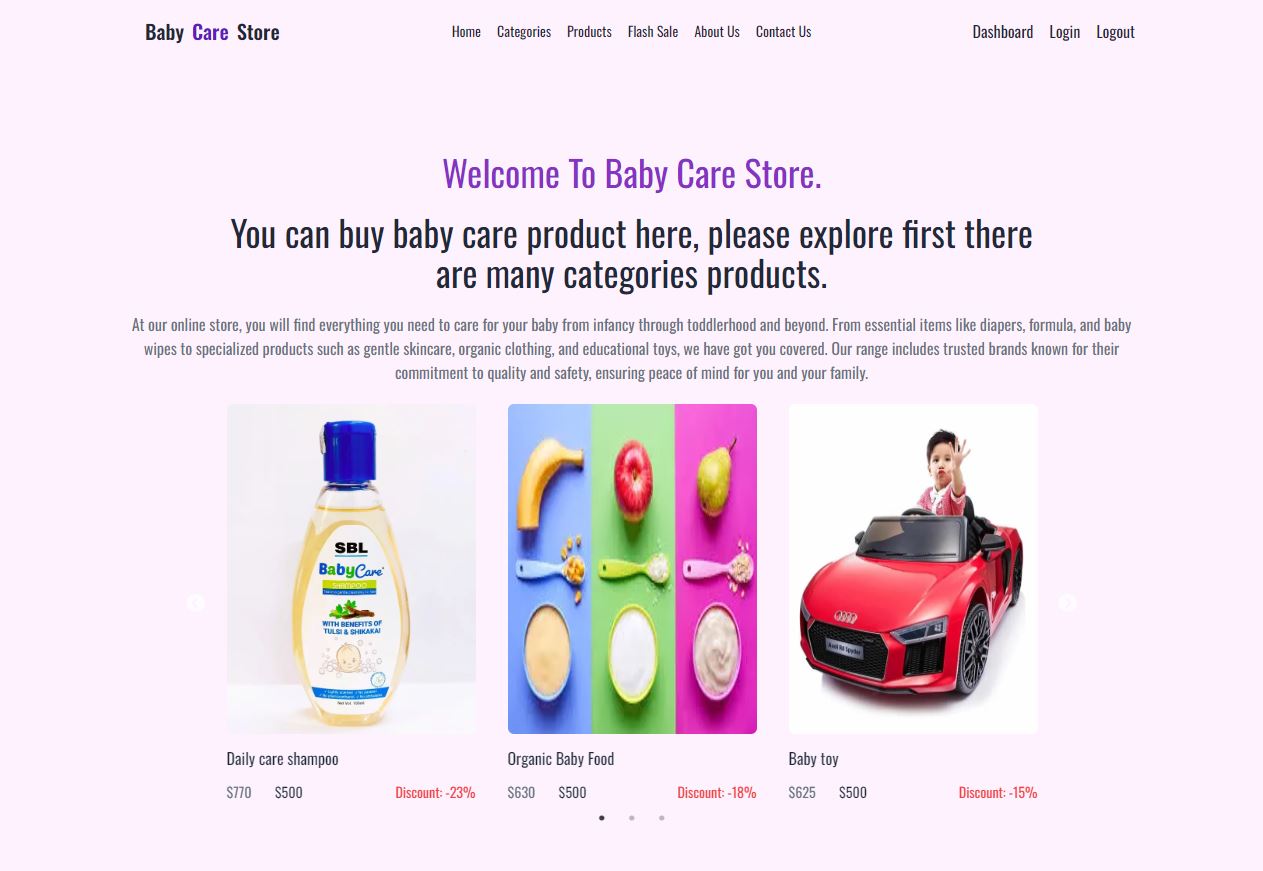 Baby Care Store
Home Categories Products Flash Sale About Us Contact Us
Dashboard Login Logout
Welcome To Baby Care Store.
You can buy baby care product here, please explore first there
are many categories products.
At our online store, you will find everything you need to care for your baby from infancy through toddlerhood and beyond. From essential items like diapers, formula, and baby
wipes to specialized products such as gentle skincare, organic clothing, and educational toys, we have got you covered. Our range includes trusted brands known for their
commitment to quality and safety, ensuring peace of mind for you and your family.
SBL
BabyCare
SHAMPOO
WITH BENEFITS OF
TULSI & SHIKAKAI
Audi R8 Spyder
Daily care shampoo
$770 $500 Discount: -23%
Organic Baby Food
$630 $500 Discount: -18%
Baby toy
$625 $500 Discount: -15%